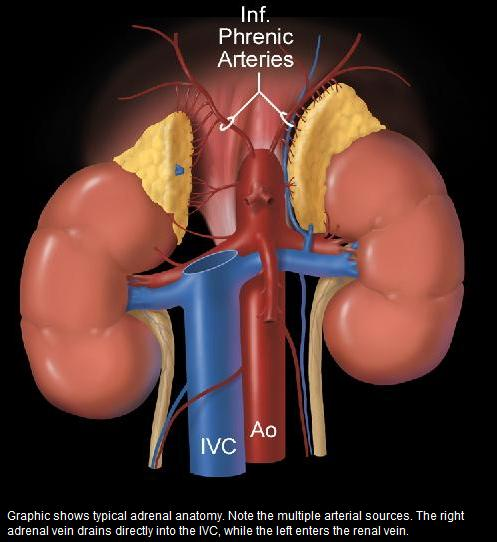 Inf.
Phrenic
Arteries
IVC
Ao
Graphic shows typical adrenal anatomy. Note the multiple arterial sources. The right
adrenal vein drains directly into the IVC, while the left enters the renal vein.